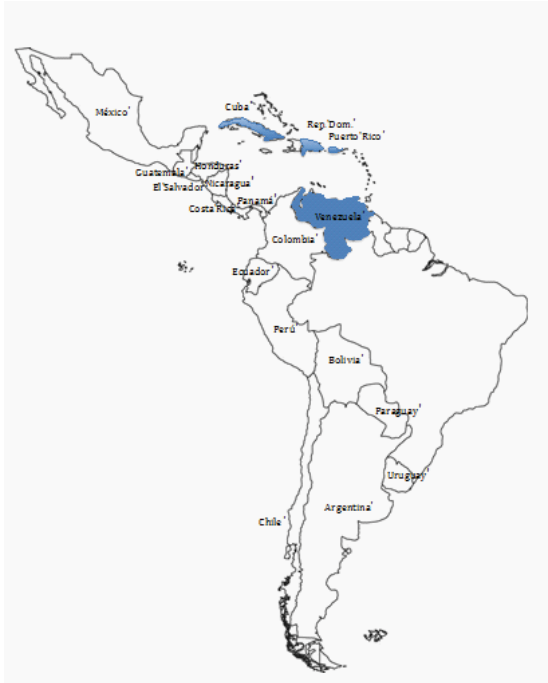 Cuba'
México'
Rep.'Dom.'
Puerto'Rico'
Honduras'
Guatemala'
Nicaragua'
El'Salvador
Panamá'
Costa'Rica'
Venezuela'
Colombia'
Ecuador'
Perú'
Bolivia'
Paraguay'
Uruguay'
Argentina'
Chile'